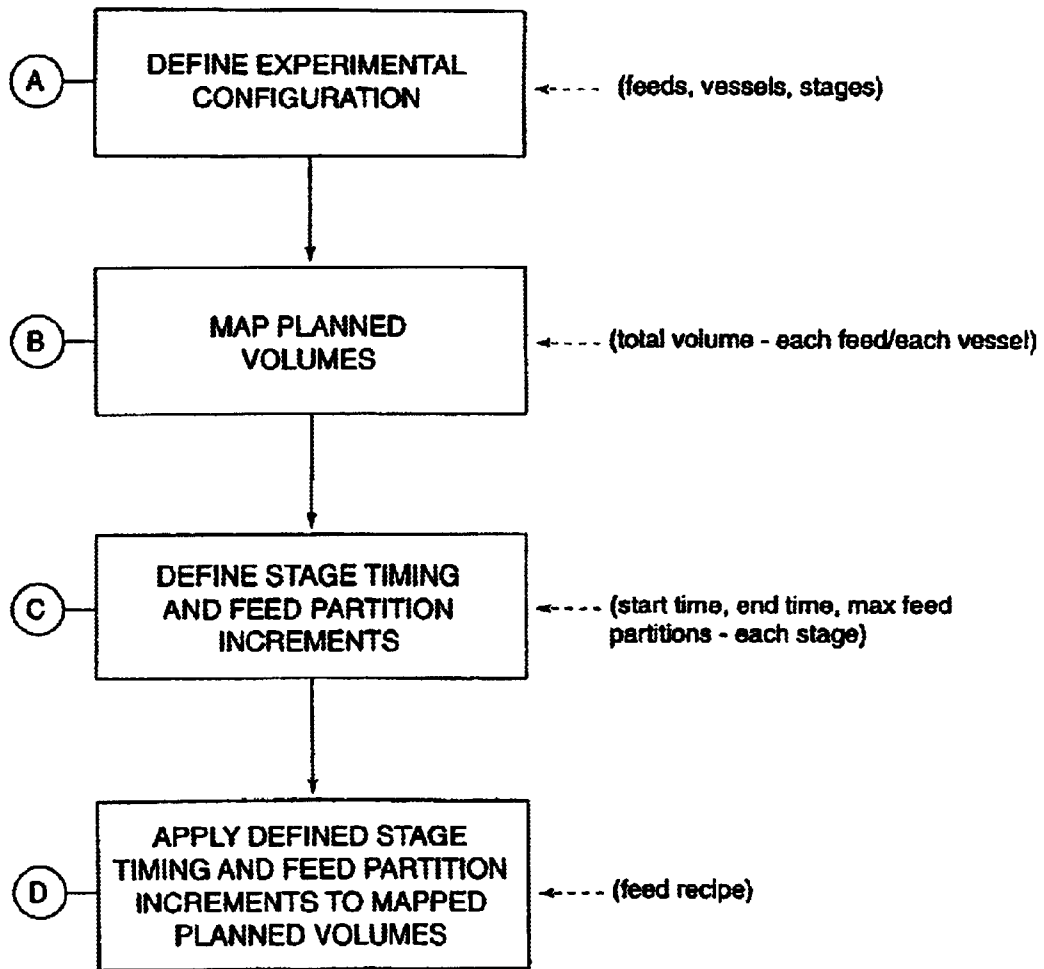 A
DEFINE EXPERIMENTAL
CONFIGURATION
(feeds, vessels, stages)
B
MAP PLANNED
VOLUMES
(total volume - each feed/each vessel)
C
DEFINE STAGE TIMING
AND FEED PARTITION
INCREMENTS
(start time, end time, max feed
partitions - each stage)
D
APPLY DEFINED STAGE
TIMING AND FEED PARTITION
INCREMENTS TO MAPPED
PLANNED VOLUMES
(feed recipe)